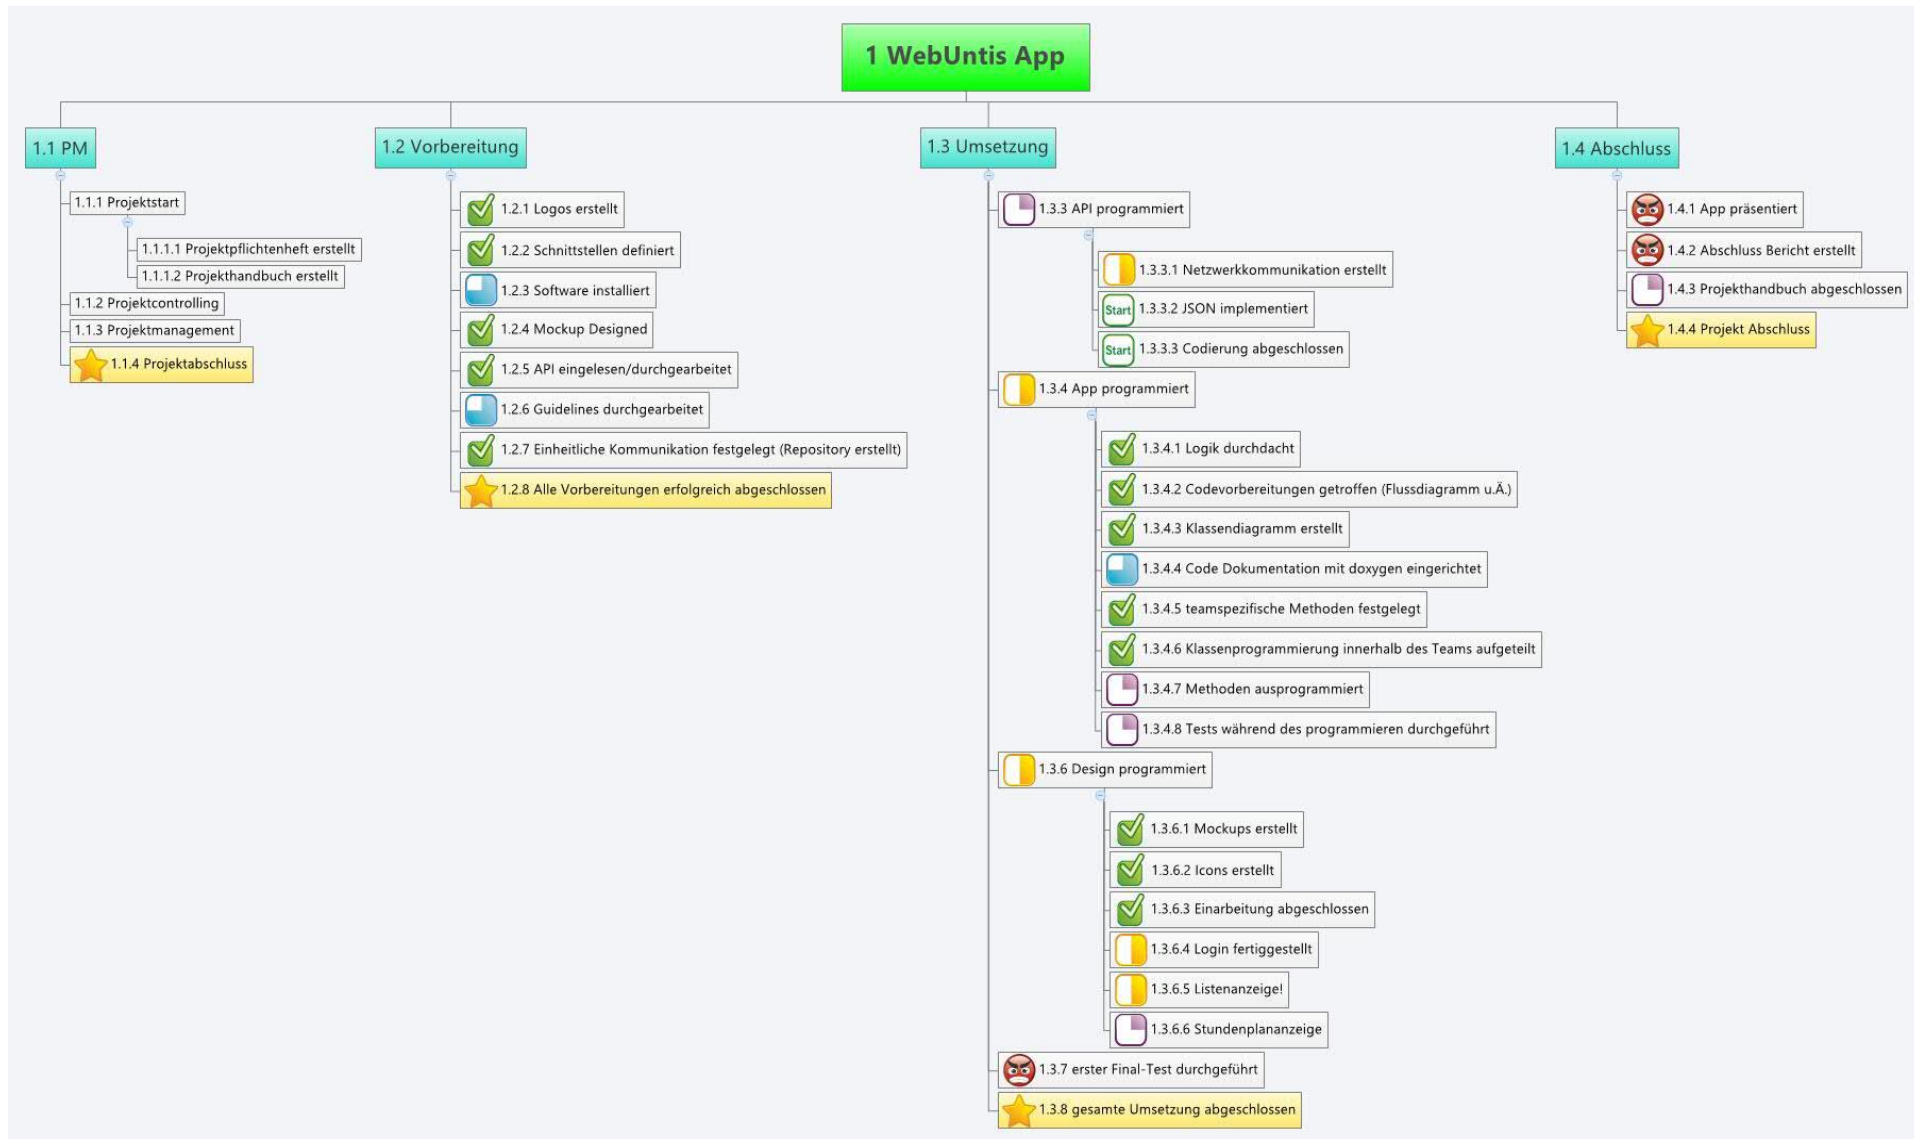 1 WebUntis App
1.1 PM
1.1.1 Projektstart
1.1.1.1 Projektpflichtenheft erstellt
1.1.1.2 Projekthandbuch erstellt
1.1.2 Projektcontrolling
1.1.3 Projektmanagement
1.1.4 Projektabschluss
1.2 Vorbereitung
1.2.1 Logos erstellt
1.2.2 Schnittstellen definiert
1.2.3 Software installiert
1.2.4 Mockup Designed
1.2.5 API eingelesen/durchgearbeitet
1.2.6 Guidelines durchgearbeitet
1.2.7 Einheitliche Kommunikation festgelegt (Repository erstellt)
1.2.8 Alle Vorbereitungen erfolgreich abgeschlossen
1.3 Umsetzung
1.3.3 API programmiert
1.3.3.1 Netzwerkkommunikation erstellt
Start 1.3.3.2 JSON implementiert
Start 1.3.3.3 Codierung abgeschlossen
1.3.4 App programmiert
1.3.4.1 Logik durchdacht
1.3.4.2 Codevorbereitungen getroffen (Flussdiagramm u.Ä.)
1.3.4.3 Klassendiagramm erstellt
1.3.4.4 Code Dokumentation mit doxygen eingerichtet
1.3.4.5 teamspezifische Methoden festgelegt
1.3.4.6 Klassenprogrammierung innerhalb des Teams aufgeteilt
1.3.4.7 Methoden ausprogrammiert
1.3.4.8 Tests während des programmieren durchgeführt
1.3.6 Design programmiert
1.3.6.1 Mockups erstellt
1.3.6.2 Icons erstellt
1.3.6.3 Einarbeitung abgeschlossen
1.3.6.4 Login fertiggestellt
1.3.6.5 Listenanzeige!
1.3.6.6 Stundenplananzeige
1.3.7 erster Final-Test durchgeführt
1.3.8 gesamte Umsetzung abgeschlossen
1.4 Abschluss
1.4.1 App präsentiert
1.4.2 Abschluss Bericht erstellt
1.4.3 Projekthandbuch abgeschlossen
1.4.4 Projekt Abschluss